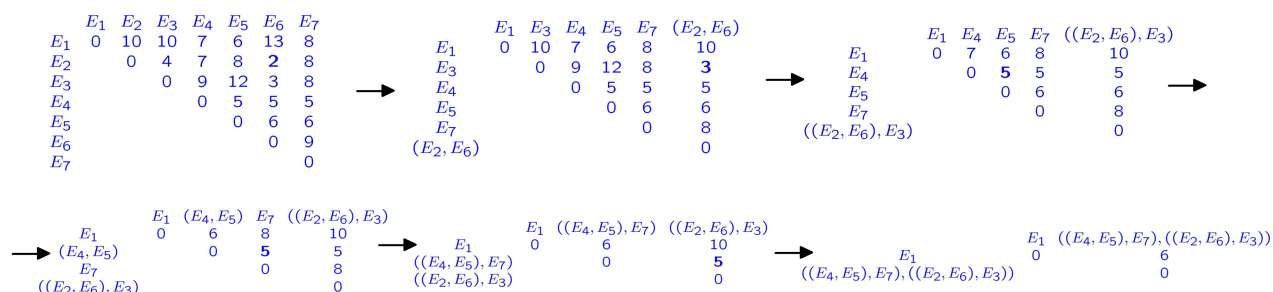 E₁ E₂ E₃ E₄ E₅ E₆ E₇
E₁ 0 10 10 7 6 13 8
E₂ 0 4 7 8 2 8
E₃ 0 9 12 3 8
E₄ 0 5 5 5
E₅ 0 6 6
E₆ 0 9
E₇ 0
E₁ E₃ E₄ E₅ E₇ (E₂, E₆)
E₁ 0 10 7 6 8 10
E₃ 0 9 12 8 3
E₄ 0 5 5 5
E₅ 0 6 6
E₇ 0 8
(E₂, E₆) 0
E₁ E₄ E₅ E₇ ((E₂, E₆), E₃)
E₁ 0 7 6 8 10
E₄ 0 5 5 5
E₅ 0 6 6
E₇ 0 8
((E₂, E₆), E₃) 0
E₁ (E₄, E₅) E₇ ((E₂, E₆), E₃)
E₁ 0 6 8 10
(E₄, E₅) 0 5 5
E₇ 0 8
((E₂, E₆), E₃) 0
E₁ ((E₄, E₅), E₇) ((E₂, E₆), E₃)
E₁ 0 6 10
((E₄, E₅), E₇) 0 5
((E₂, E₆), E₃) 0
E₁ ((E₄, E₅), E₇), ((E₂, E₆), E₃))
E₁ 0 6
((E₄, E₅), E₇), ((E₂, E₆), E₃)) 0